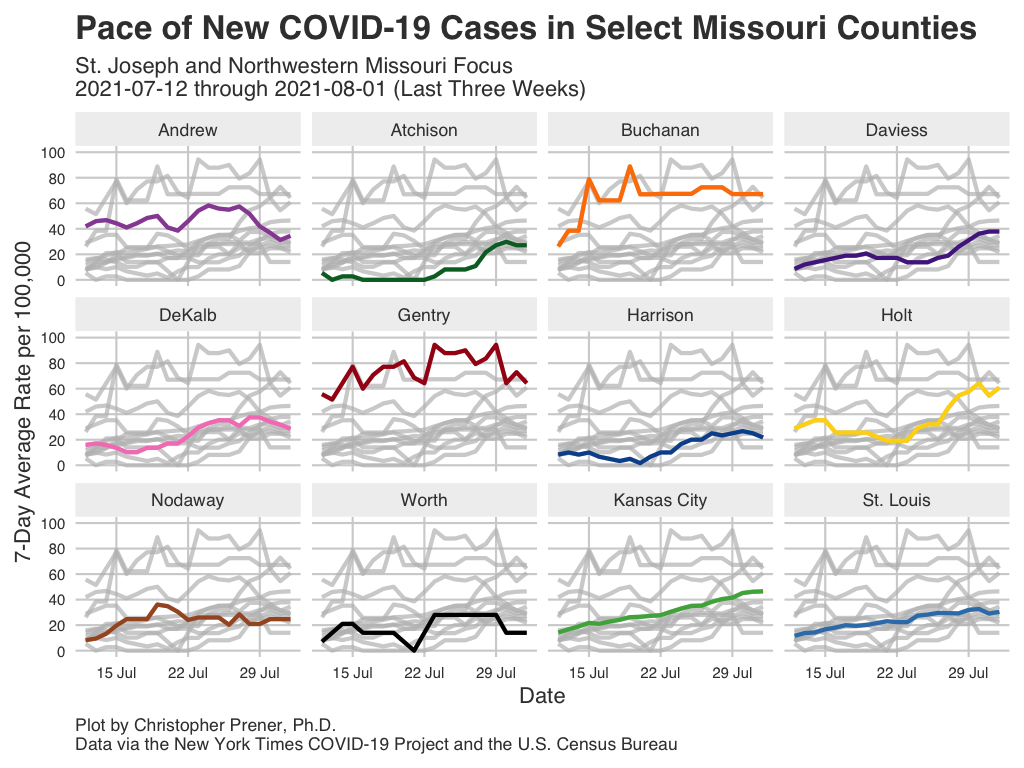 Pace of New COVID-19 Cases in Select Missouri Counties
St. Joseph and Northwestern Missouri Focus
2021-07-12 through 2021-08-01 (Last Three Weeks)
Andrew Atchison Buchanan Daviess
100
80
60
40
20
0
DeKalb Gentry Harrison Holt
100
80
60
40
20
0
Nodaway Worth Kansas City St. Louis
100
80
60
40
20
0
7-Day Average Rate per 100,000
15 Jul 22 Jul 29 Jul 15 Jul 22 Jul 29 Jul 15 Jul 22 Jul 29 Jul 15 Jul 22 Jul 29 Jul
Date
Plot by Christopher Prener, Ph.D.
Data via the New York Times COVID-19 Project and the U.S. Census Bureau